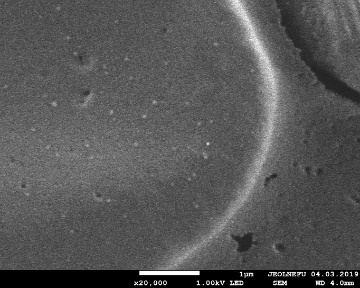 1μm JEOLNEFU 04.03.2019
x20,000 1.00kV LED SEM WD 4.0mm